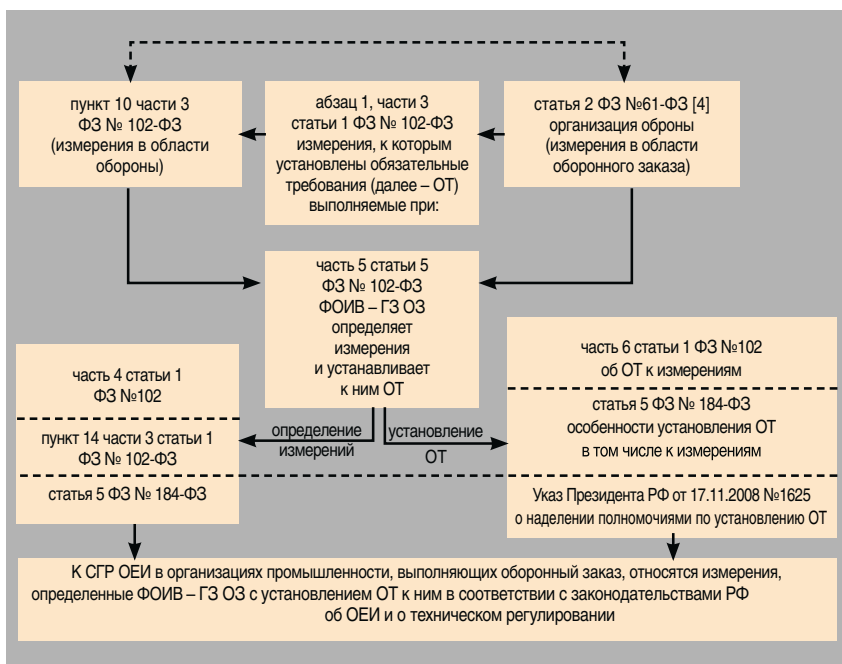 пункт 10 части 3
ФЗ № 102-ФЗ
(измерения в области
обороны)
абзац 1, части 3
статьи 1 ФЗ № 102-ФЗ
измерения, к которым
установлены обязательные
требования (далее – ОТ)
выполняемые при:
статья 2 ФЗ №61-ФЗ [4]
организация оброны
(измерения в области
оборонного заказа)
часть 5 статьи 5
ФЗ № 102-ФЗ
ФОИВ – ГЗ ОЗ
определяет
измерения
и устанавливает
к ним ОТ
часть 4 статьи 1
ФЗ №102
пункт 14 части 3 статьи 1
ФЗ № 102-ФЗ
статья 5 ФЗ № 184-ФЗ
определение
измерений
установление
ОТ
часть 6 статьи 1 ФЗ №102
об ОТ к измерениям
статья 5 ФЗ № 184-ФЗ
особенности установления ОТ
в том числе к измерениям
Указ Президента РФ от 17.11.2008 №1625
о наделении полномочиями по установлению ОТ
К СГР ОЕИ в организациях промышленности, выполняющих оборонный заказ, относятся измерения,
определенные ФОИВ – ГЗ ОЗ с установлением ОТ к ним в соответствии с законодательствами РФ
об ОЕИ и о техническом регулировании